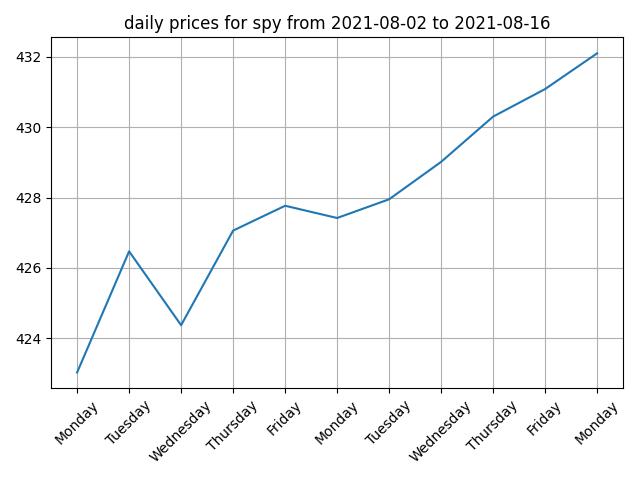 daily prices for spy from 2021-08-02 to 2021-08-16
432
430
428
426
424
Monday
Tuesday
Wednesday
Thursday
Friday
Monday
Tuesday
Wednesday
Thursday
Friday
Monday